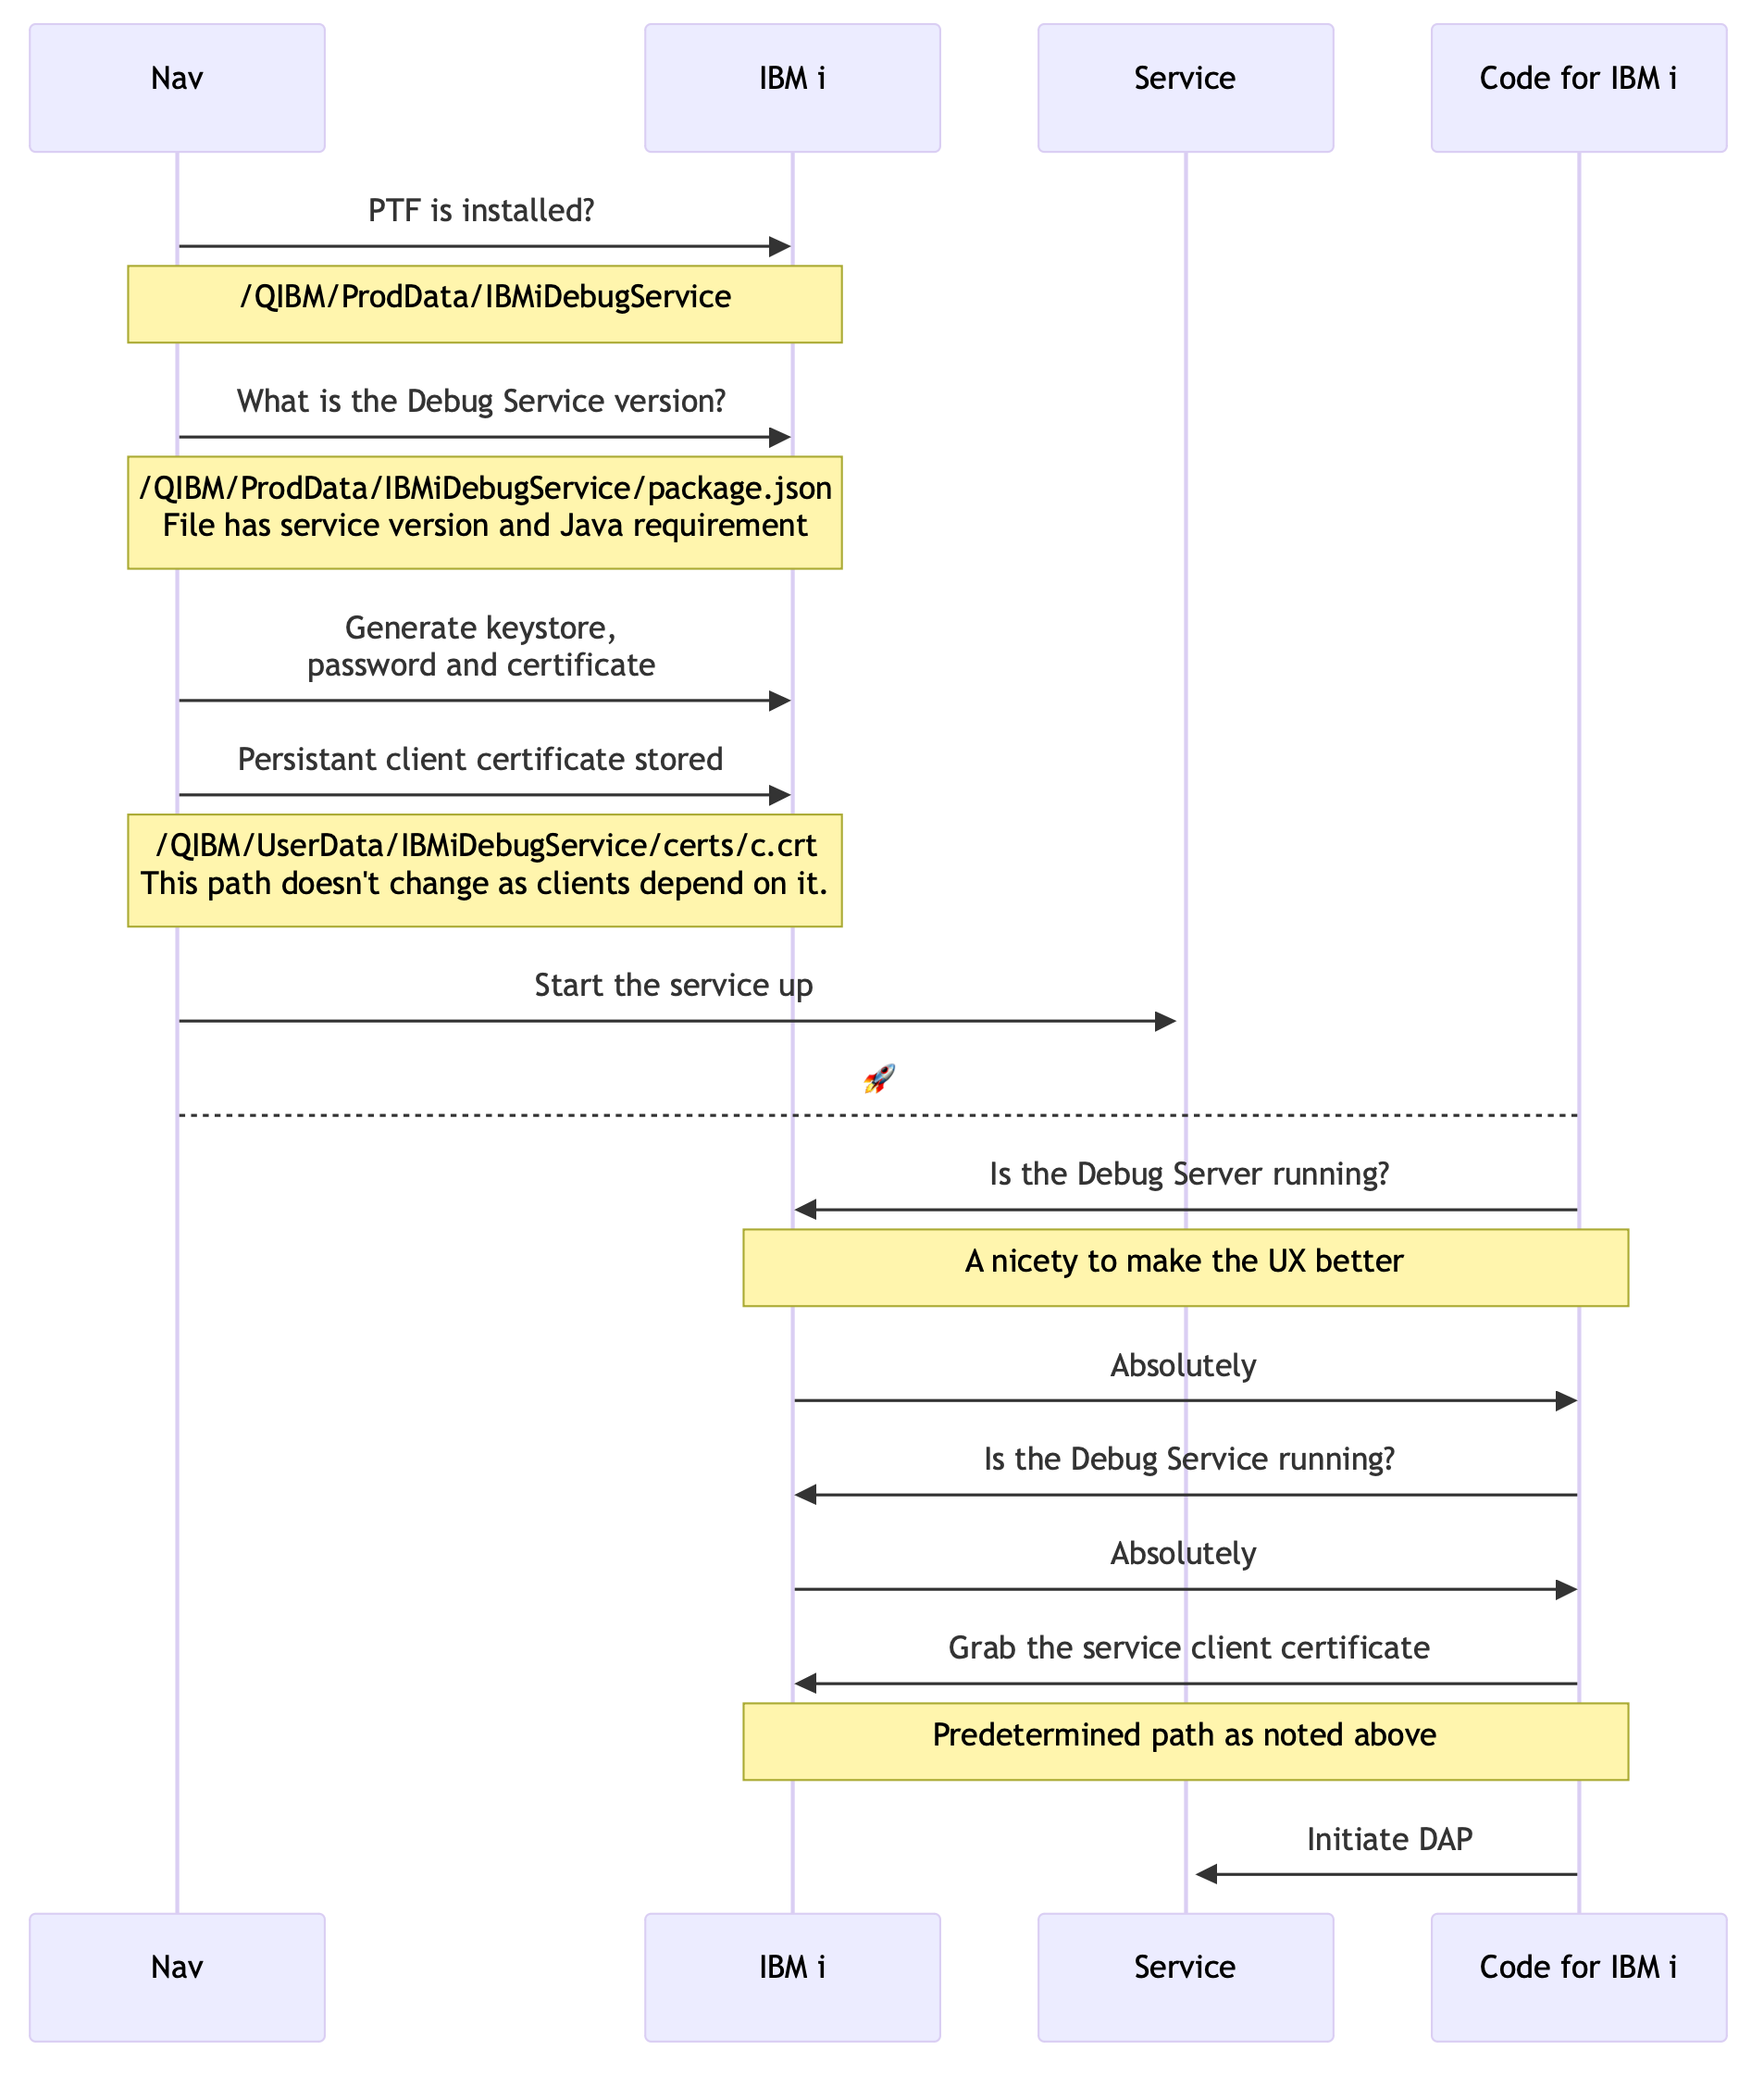 Nav
IBM i
Service
Code for IBM i
PTF is installed?
/QIBM/ProdData/IBMiDebugService
What is the Debug Service version?
/QIBM/ProdData/IBMiDebugService/package.json
File has service version and Java requirement
Generate keystore,
password and certificate
Persistant client certificate stored
/QIBM/UserData/IBMiDebugService/certs/c.crt
This path doesn't change as clients depend on it.
Start the service up
🚀
Is the Debug Server running?
A nicety to make the UX better
Absolutely
Is the Debug Service running?
Absolutely
Grab the service client certificate
Predetermined path as noted above
Initiate DAP
Nav
IBM i
Service
Code for IBM i